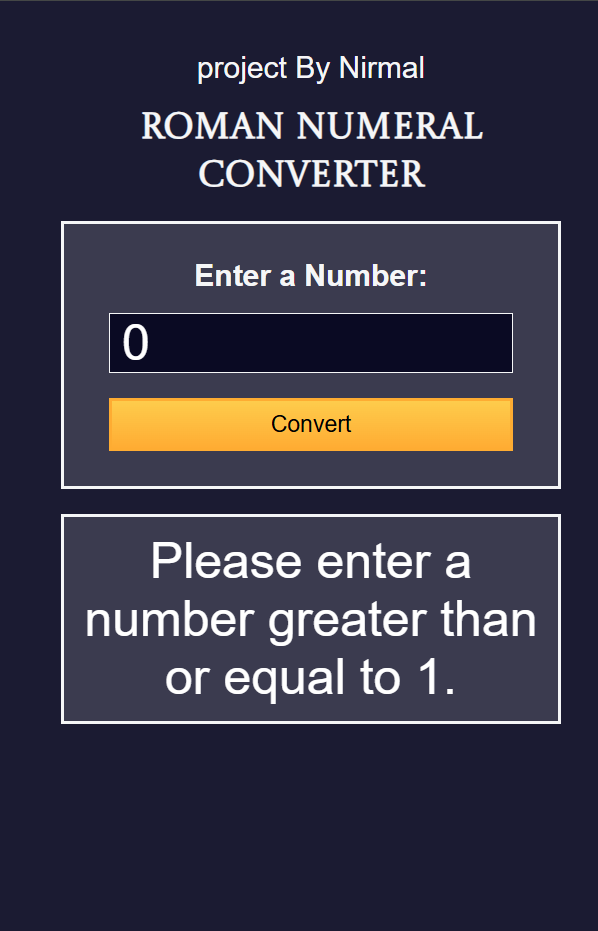 project By Nirmal
ROMAN NUMERAL
CONVERTER
Enter a Number:
0
Convert
Please enter a
number greater than
or equal to 1.